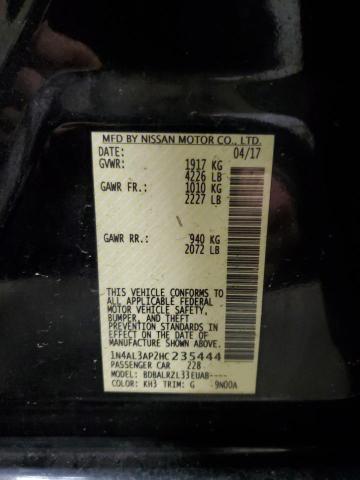 MFD BY NISSAN MOTOR CO., LTD.
DATE: 04/17
GVWR: 1917 KG
4226 LB
GAWR FR.: 1010 KG
2227 LB
GAWR RR.: 940 KG
2072 LB
THIS VEHICLE CONFORMS TO
ALL APPLICABLE FEDERAL
MOTOR VEHICLE SAFETY,
BUMPER, AND THEFT
PREVENTION STANDARDS IN
EFFECT ON THE DATE OF
MANUFACTURE SHOWN
ABOVE.
1N4AL3AP2HC235444
PASSENGER CAR 228
MODEL: BDBALRZL33EUAB----
COLOR: KH3 TRIM: G 9N00A